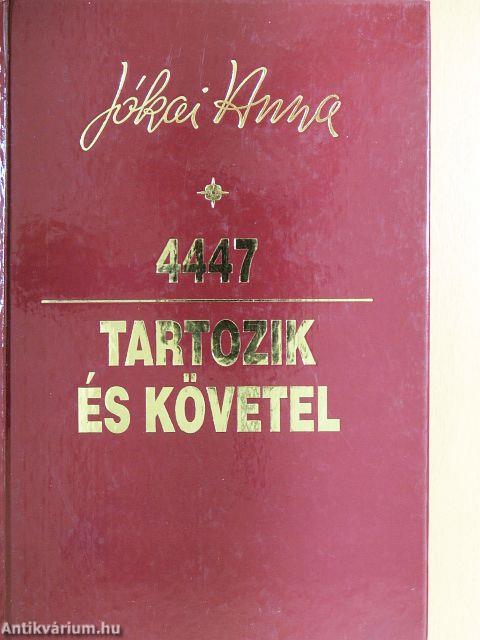 Jókai Anna
4447
TARTOZIK
ÉS KÖVETEL
Antikvárium.hu